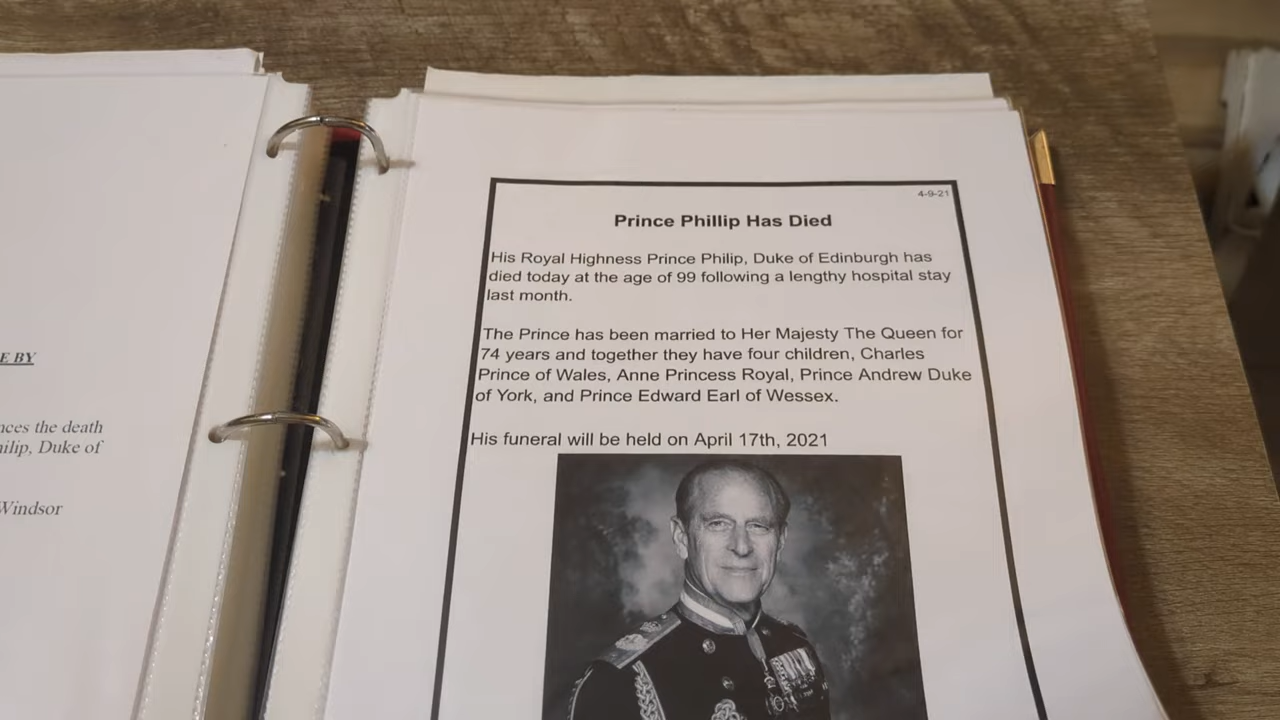 E BY
nces the death
ilip, Duke of
Windsor
4-9-21
Prince Phillip Has Died
His Royal Highness Prince Philip, Duke of Edinburgh has
died today at the age of 99 following a lengthy hospital stay
last month.
The Prince has been married to Her Majesty The Queen for
74 years and together they have four children, Charles
Prince of Wales, Anne Princess Royal, Prince Andrew Duke
of York, and Prince Edward Earl of Wessex.
His funeral will be held on April 17th, 2021